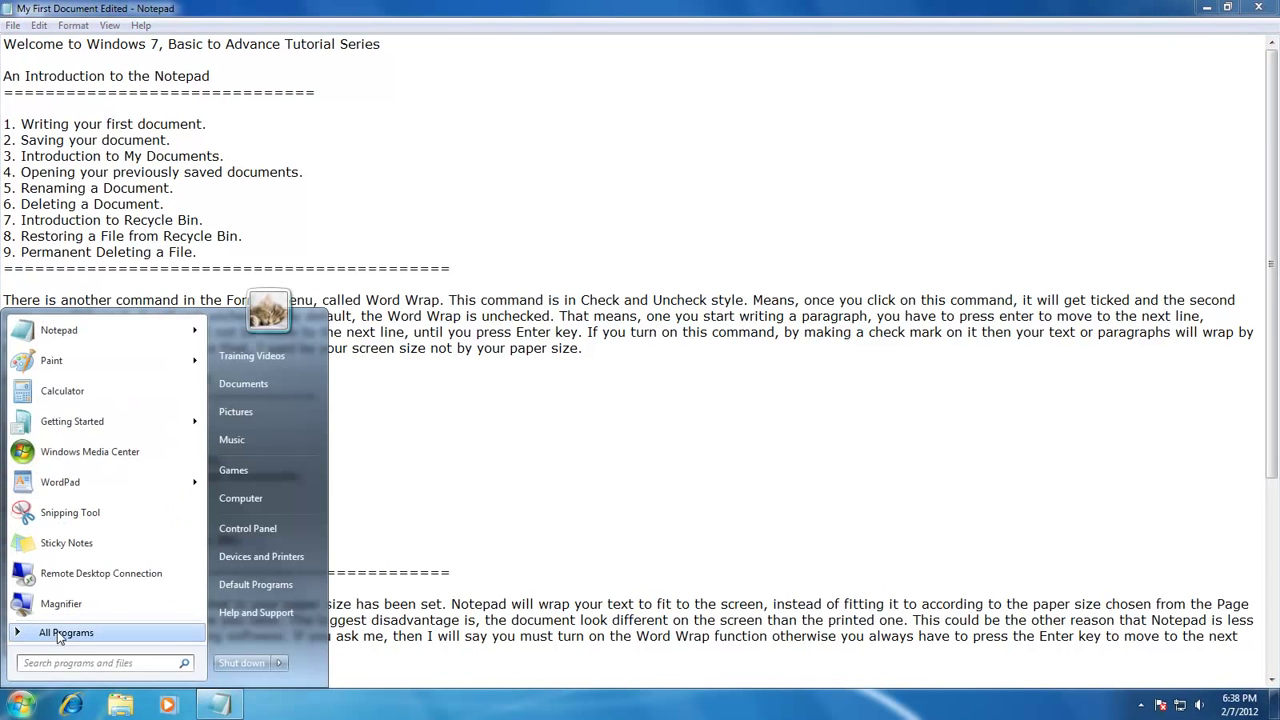 My First Document Edited - Notepad
File Edit Format View Help
Welcome to Windows 7, Basic to Advance Tutorial Series
An Introduction to the Notepad
==============================
1. Writing your first document.
2. Saving your document.
3. Introduction to My Documents.
4. Opening your previously saved documents.
5. Renaming a Document.
6. Deleting a Document.
7. Introduction to Recycle Bin.
8. Restoring a File from Recycle Bin.
9. Permanent Deleting a File.
===========================================
There is another command in the Menu, called Word Wrap. This command is in Check and Uncheck style. Means, once you click on this command, it will get ticked and the second
the Word Wrap is unchecked. That means, one you start writing a paragraph, you have to press enter to move to the next line,
the next line, until you press Enter key. If you turn on this command, by making a check mark on it then your text or paragraphs will wrap by
your screen size not by your paper size.
size has been set. Notepad will wrap your text to fit to the screen, instead of fitting it to according to the paper size chosen from the Page
biggest disadvantage is, the document look different on the screen than the printed one. This could be the other reason that Notepad is less
ask me, then I will say you must turn on the Word Wrap function otherwise you always have to press the Enter key to move to the next
Notepad
Paint
Calculator
Getting Started
Windows Media Center
WordPad
Snipping Tool
Sticky Notes
Remote Desktop Connection
Magnifier
All Programs
Search programs and files
Training Videos
Documents
Pictures
Music
Games
Computer
Control Panel
Devices and Printers
Default Programs
Help and Support
Shut down
6:38 PM
2/7/2012